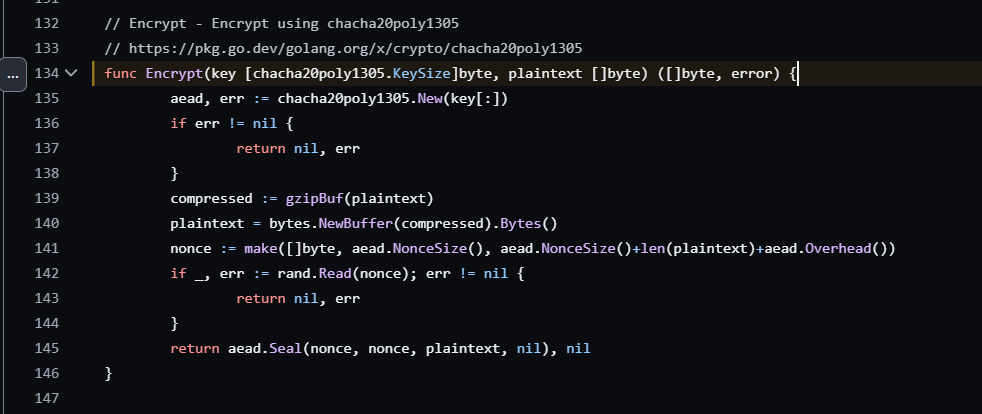 131
132 // Encrypt - Encrypt using chacha20poly1305
133 // https://pkg.go.dev/golang.org/x/crypto/chacha20poly1305
... 134 func Encrypt(key [chacha20poly1305.KeySize]byte, plaintext []byte) ([]byte, error) {
135 aead, err := chacha20poly1305.New(key[:])
136 if err != nil {
137 return nil, err
138 }
139 compressed := gzipBuf(plaintext)
140 plaintext = bytes.NewBuffer(compressed).Bytes()
141 nonce := make([]byte, aead.NonceSize(), aead.NonceSize()+len(plaintext)+aead.Overhead())
142 if _, err := rand.Read(nonce); err != nil {
143 return nil, err
144 }
145 return aead.Seal(nonce, nonce, plaintext, nil), nil
146 }
147